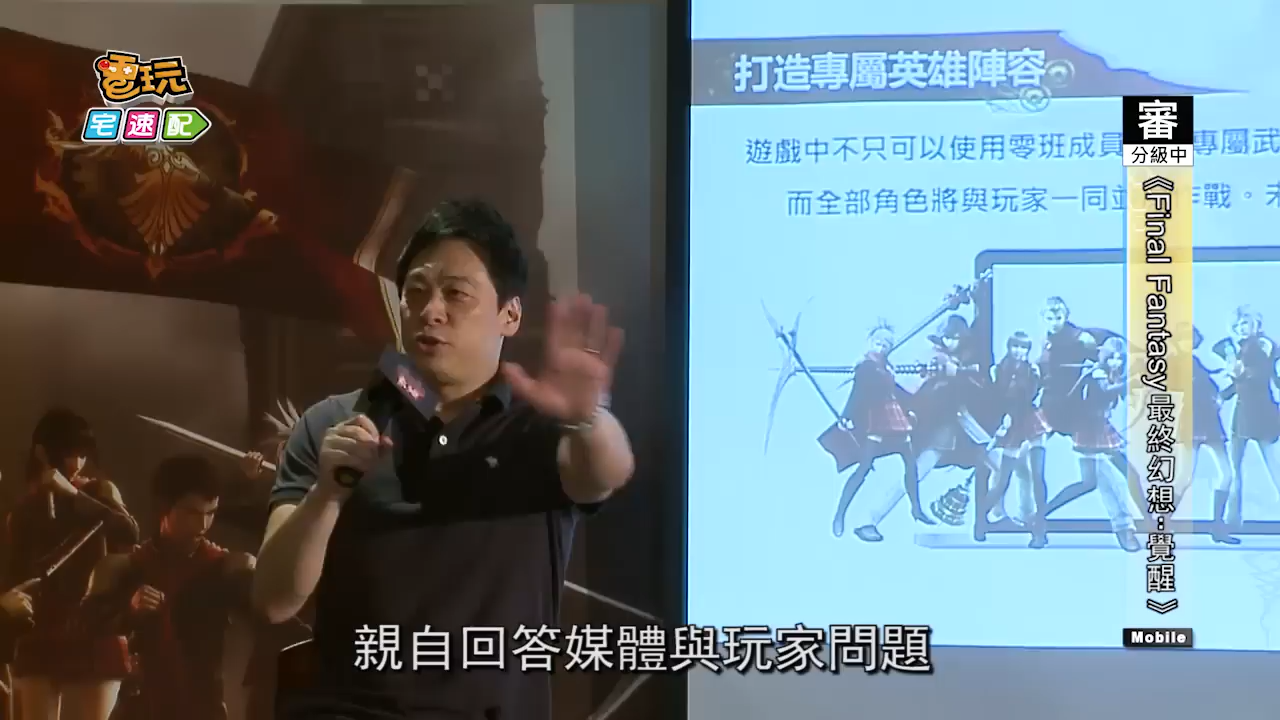 電玩
宅速配
打造專屬英雄陣容
遊戲中不只可以使用零班成員
專屬武
而全部角色將與玩家一同並
作戰。未
審
分級中
《Final Fantasy最終幻想:覺醒》
Mobile
親自回答媒體與玩家問題